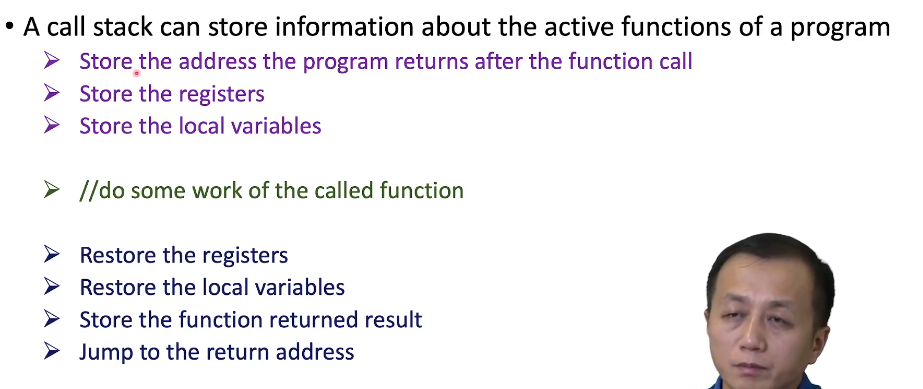 • A call stack can store information about the active functions of a program
➢ Store the address the program returns after the function call
➢ Store the registers
➢ Store the local variables
➢ //do some work of the called function
➢ Restore the registers
➢ Restore the local variables
➢ Store the function returned result
➢ Jump to the return address